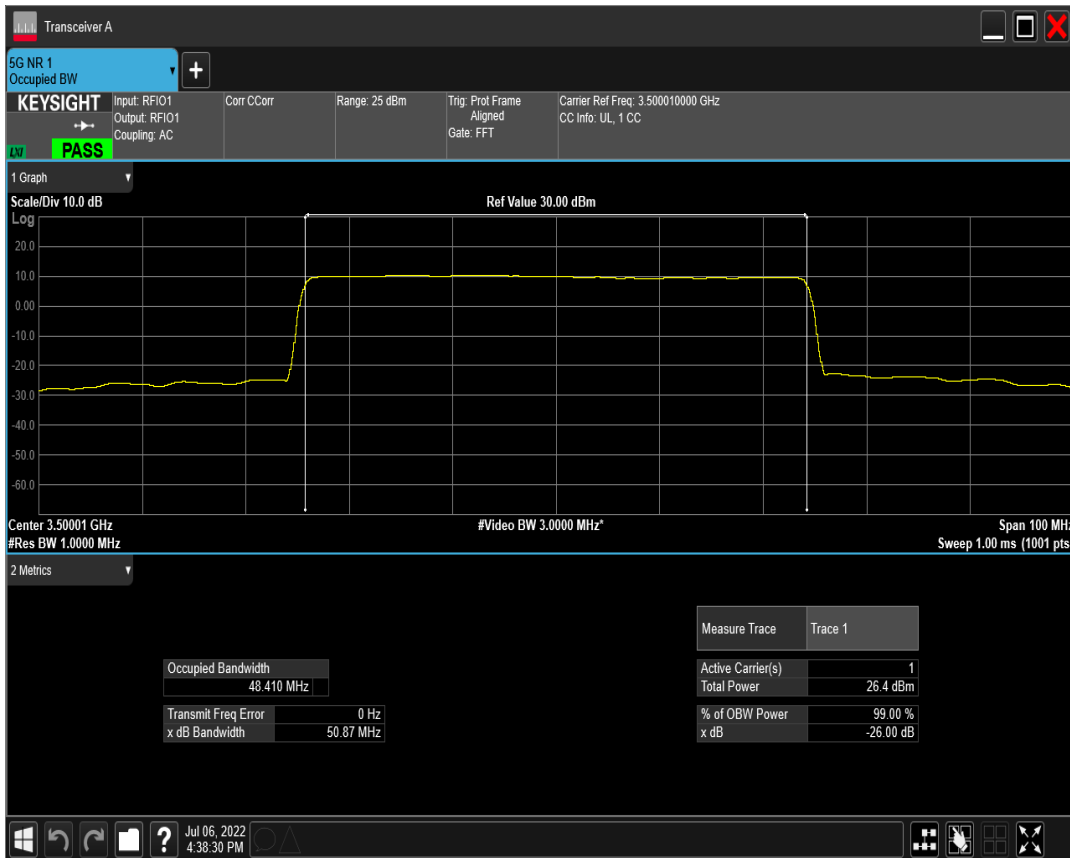 Transceiver A
5G NR 1
Occupied BW
+
KEYSIGHT
LXI
PASS
Input: RFIO1
Output: RFIO1
Coupling: AC
Corr CCorr
Range: 25 dBm
Trig: Prot Frame
Aligned
Gate: FFT
Carrier Ref Freq: 3.500010000 GHz
CC Info: UL, 1 CC
1 Graph
Scale/Div 10.0 dB
Ref Value 30.00 dBm
Log
20.0
10.0
0.00
-10.0
-20.0
-30.0
-40.0
-50.0
-60.0
Center 3.50001 GHz
#Video BW 3.0000 MHz*
Span 100 MHz
#Res BW 1.0000 MHz
Sweep 1.00 ms (1001 pts
2 Metrics
Measure Trace Trace 1
Occupied Bandwidth
48.410 MHz
Active Carrier(s) 1
Total Power 26.4 dBm
Transmit Freq Error 0 Hz
x dB Bandwidth 50.87 MHz
% of OBW Power 99.00 %
x dB -26.00 dB
?
Jul 06, 2022
4:38:30 PM